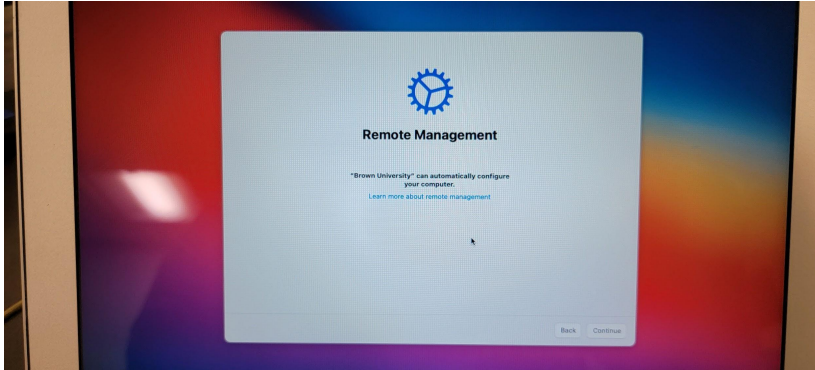 Remote Management
"Brown University" can automatically configure
your computer.
Learn more about remote management
Back Continue